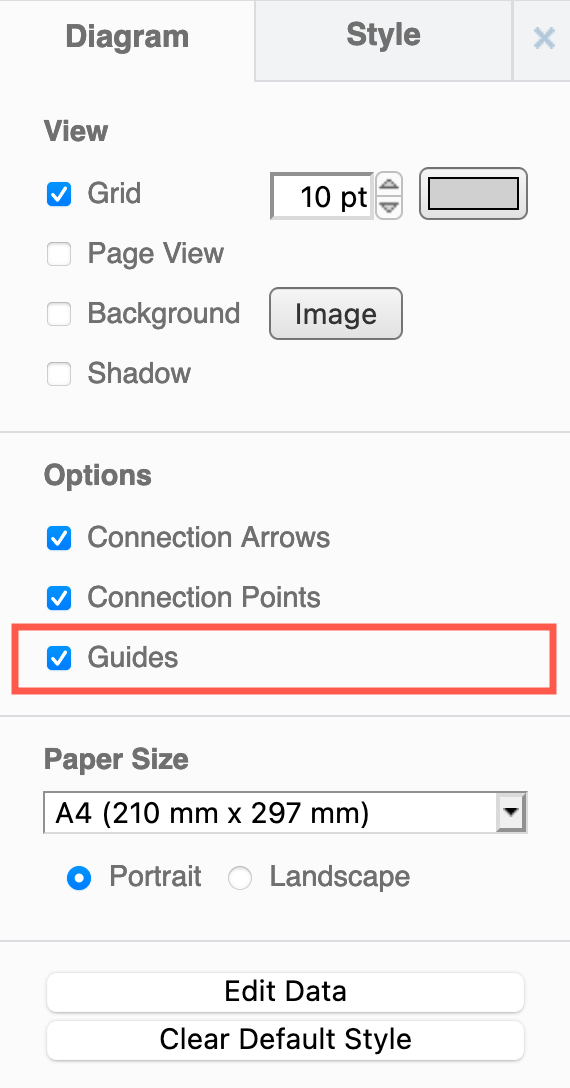 Diagram Style ×
View
Grid 10 pt
Page View
Background Image
Shadow
Options
Connection Arrows
Connection Points
Guides
Paper Size
A4 (210 mm x 297 mm)
Portrait Landscape
Edit Data
Clear Default Style